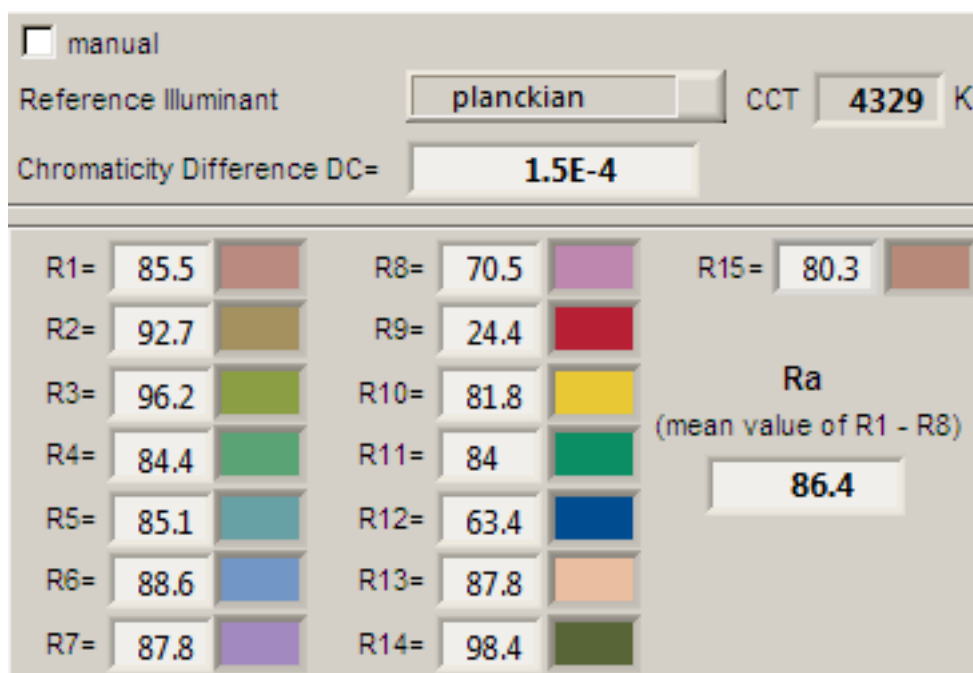 manual
Reference Illuminant planckian CCT 4329 K
Chromaticity Difference DC= 1.5E-4
R1= 85.5 R8= 70.5 R15= 80.3
R2= 92.7 R9= 24.4
R3= 96.2 R10= 81.8
R4= 84.4 R11= 84
R5= 85.1 R12= 63.4
R6= 88.6 R13= 87.8
R7= 87.8 R14= 98.4
Ra
(mean value of R1 - R8)
86.4